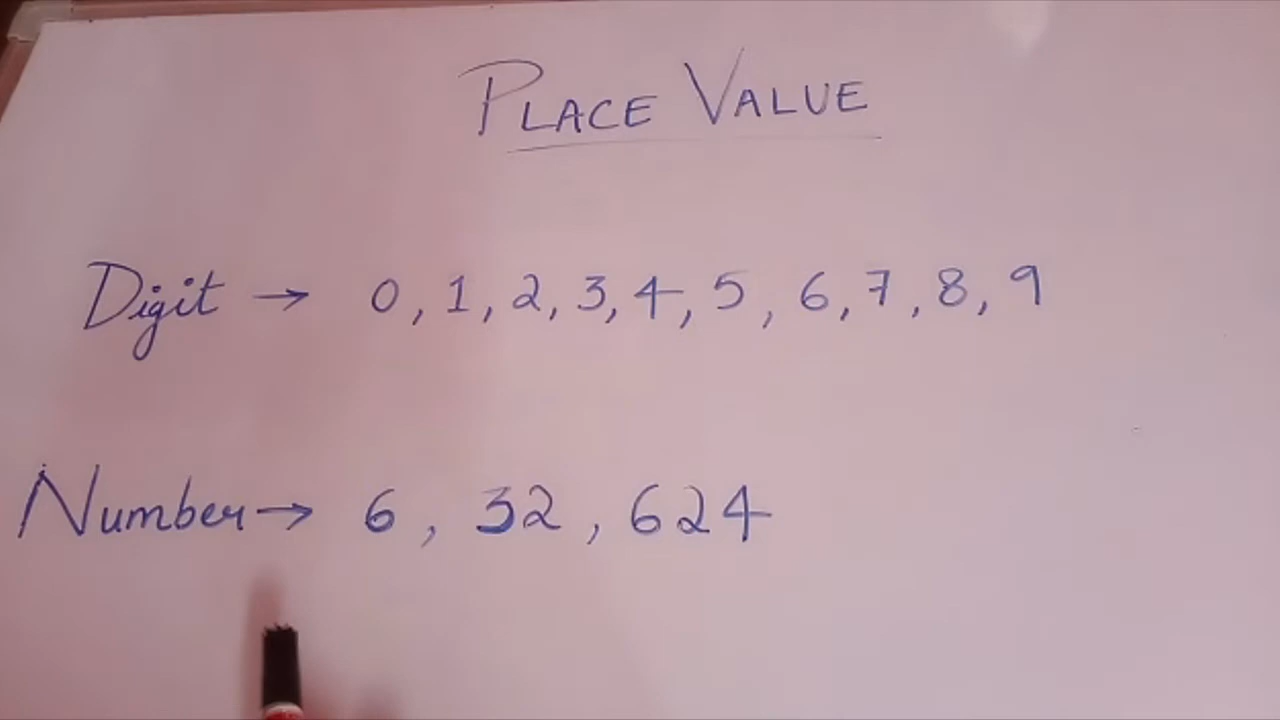 PLACE VALUE
Digit → 0, 1, 2, 3, 4, 5, 6, 7, 8, 9
Number → 6, 32, 624